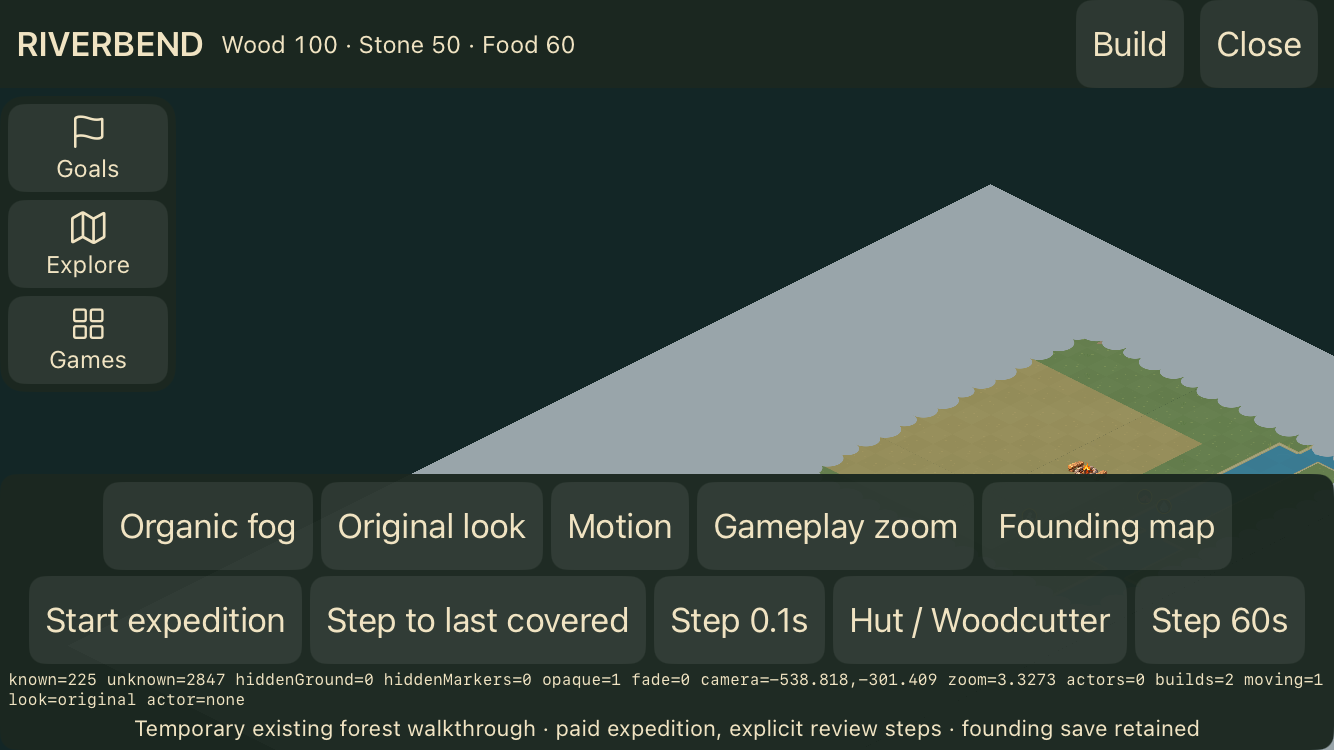 RIVERBEND Wood 100 · Stone 50 · Food 60 Build Close
Goals
Explore
Games
Organic fog Original look Motion Gameplay zoom Founding map
Start expedition Step to last covered Step 0.1s Hut / Woodcutter Step 60s
known=225 unknown=2847 hiddenGround=0 hiddenMarkers=0 opaque=1 fade=0 camera=−538.818,−301.409 zoom=3.3273 actors=0 builds=2 moving=1
look=original actor=none
Temporary existing forest walkthrough · paid expedition, explicit review steps · founding save retained